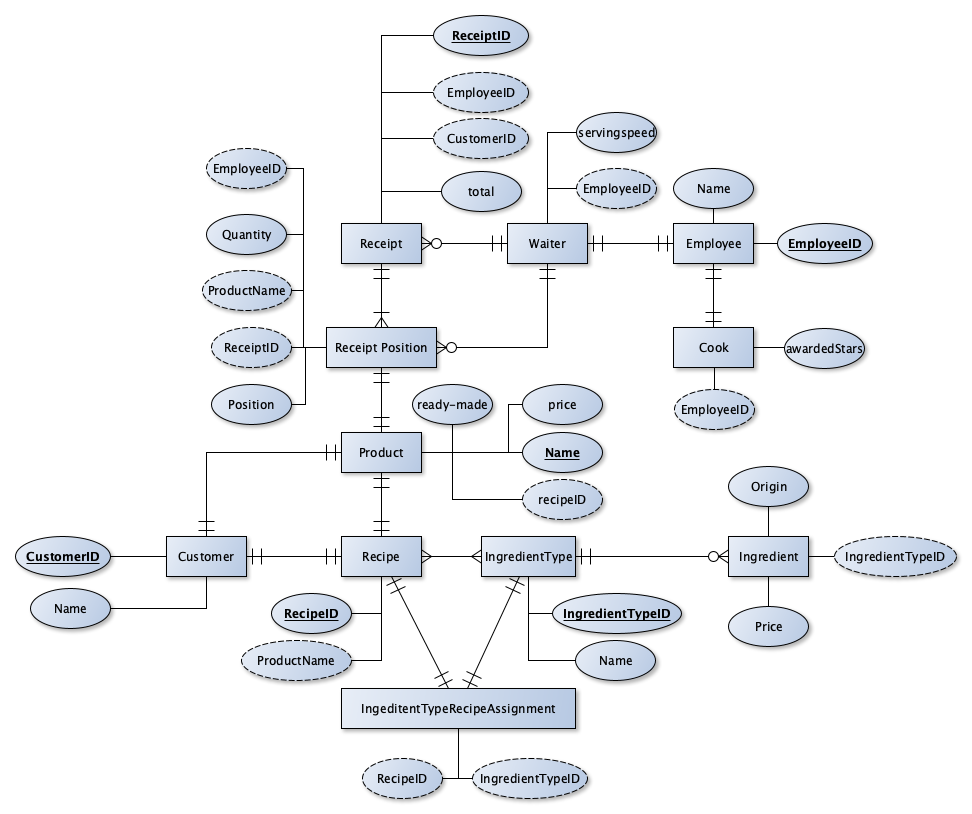 ReceiptID
EmployeeID
CustomerID
servingspeed
EmployeeID
total
EmployeeID
Name
Quantity
Receipt
Waiter
Employee
EmployeeID
ProductName
ReceiptID
Receipt Position
Cook
awardedStars
Position
ready-made
price
EmployeeID
Product
Name
recipeID
Origin
CustomerID
Customer
Recipe
IngredientType
Ingredient
IngredientTypeID
Name
RecipeID
IngredientTypeID
Price
ProductName
Name
IngeditentTypeRecipeAssignment
RecipeID
IngredientTypeID